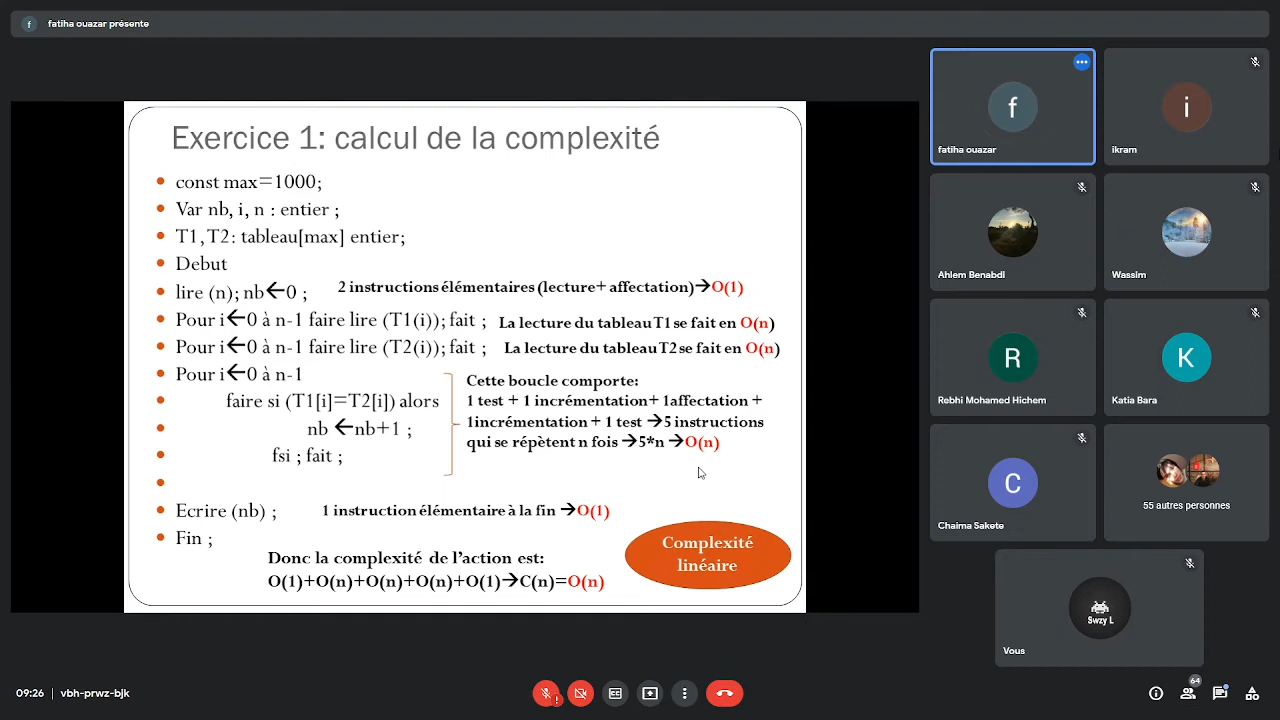 f fatiha ouazar présente
Exercice 1: calcul de la complexité
const max=1000;
Var nb, i, n : entier ;
T1,T2: tableau[max] entier;
Debut
lire (n); nb←0 ; 2 instructions élémentaires (lecture+ affectation)→O(1)
Pour i←0 à n-1 faire lire (T1(i)); fait ; La lecture du tableau T1 se fait en O(n)
Pour i←0 à n-1 faire lire (T2(i)); fait ; La lecture du tableau T2 se fait en O(n)
Pour i←0 à n-1
faire si (T1[i]=T2[i]) alors
nb ←nb+1 ;
fsi ; fait ;
Cette boucle comporte:
1 test + 1 incrémentation+ 1affectation +
1incrémentation + 1 test →5 instructions
qui se répètent n fois →5*n →O(n)
Ecrire (nb) ; 1 instruction élémentaire à la fin →O(1)
Fin ;
Donc la complexité de l'action est:
O(1)+O(n)+O(n)+O(n)+O(1)→C(n)=O(n)
Complexité
linéaire
f
fatiha ouazar
i
ikram
Ahlem Benabdl
Wassim
R
Rebhi Mohamed Hichem
K
Katia Bara
C
Chaima Sakete
55 autres personnes
Swzy L
Vous
09:26 | vbh-prwz-bjk
64